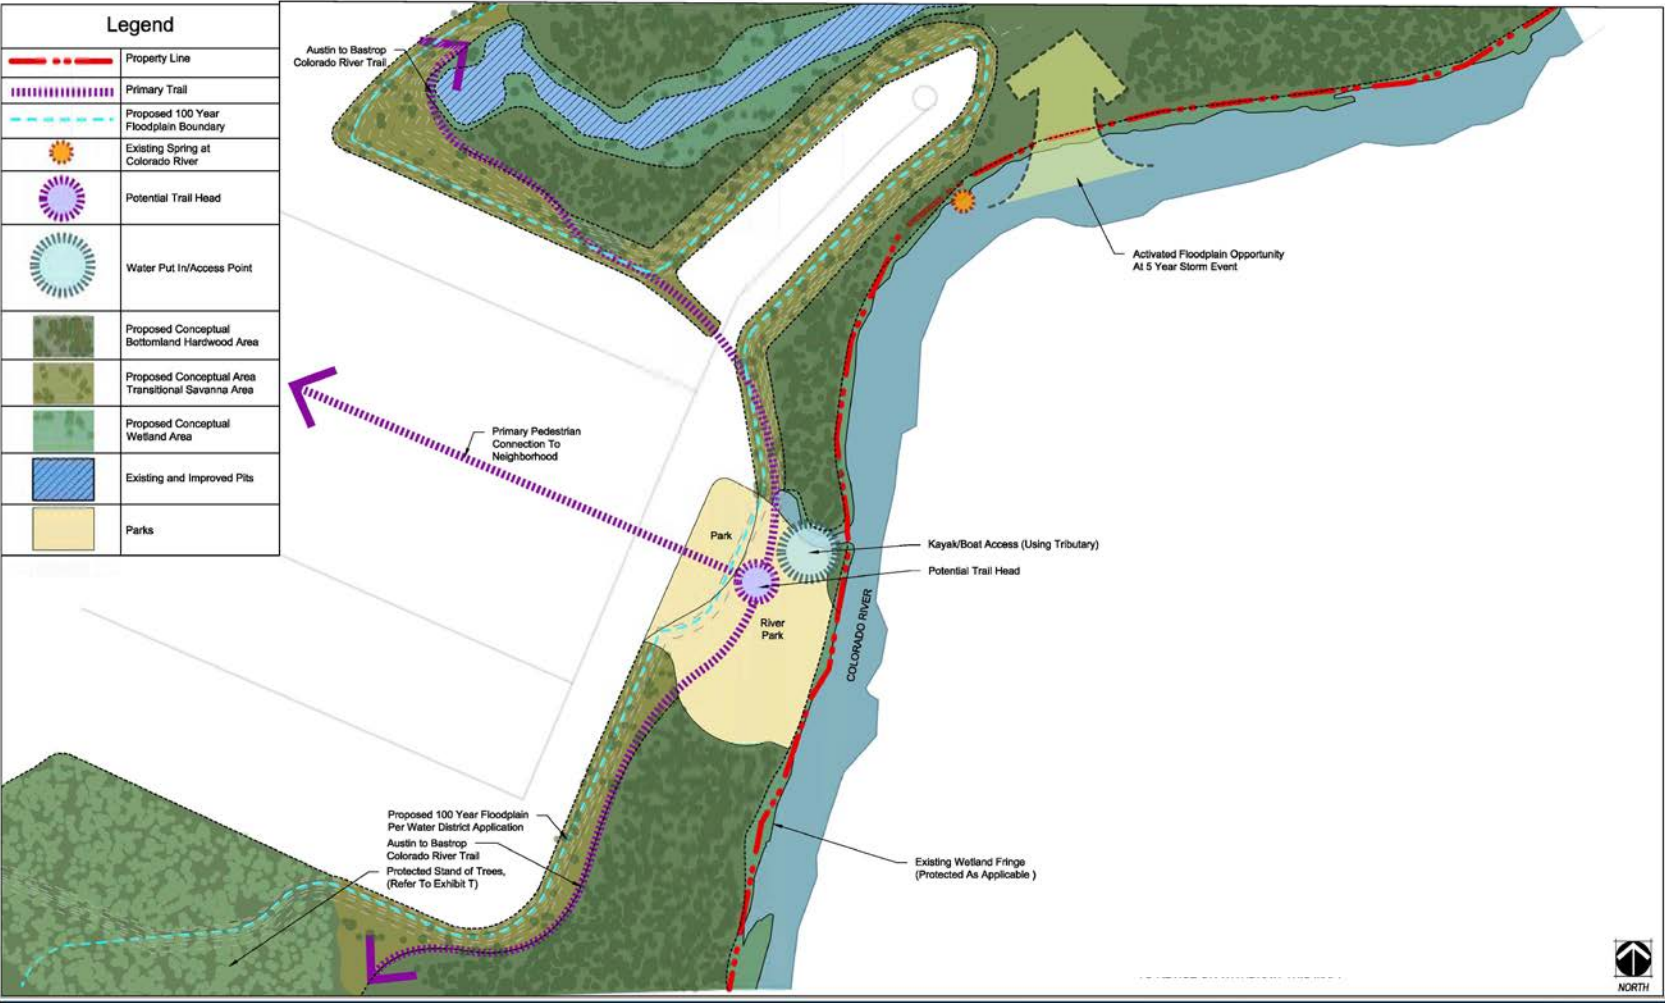 Legend
Property Line
Primary Trail
Proposed 100 Year
Floodplain Boundary
Existing Spring at
Colorado River
Potential Trail Head
Water Put In/Access Point
Proposed Conceptual
Bottomland Hardwood Area
Proposed Conceptual Area
Transitional Savanna Area
Proposed Conceptual
Wetland Area
Existing and Improved Pits
Parks
Austin to Bastrop
Colorado River Trail
Activated Floodplain Opportunity
At 5 Year Storm Event
Primary Pedestrian
Connection To
Neighborhood
Park
Kayak/Boat Access (Using Tributary)
Potential Trail Head
River
Park
COLORADO RIVER
Proposed 100 Year Floodplain
Per Water District Application
Austin to Bastrop
Colorado River Trail
Protected Stand of Trees,
(Refer To Exhibit T)
Existing Wetland Fringe
(Protected As Applicable )
NORTH